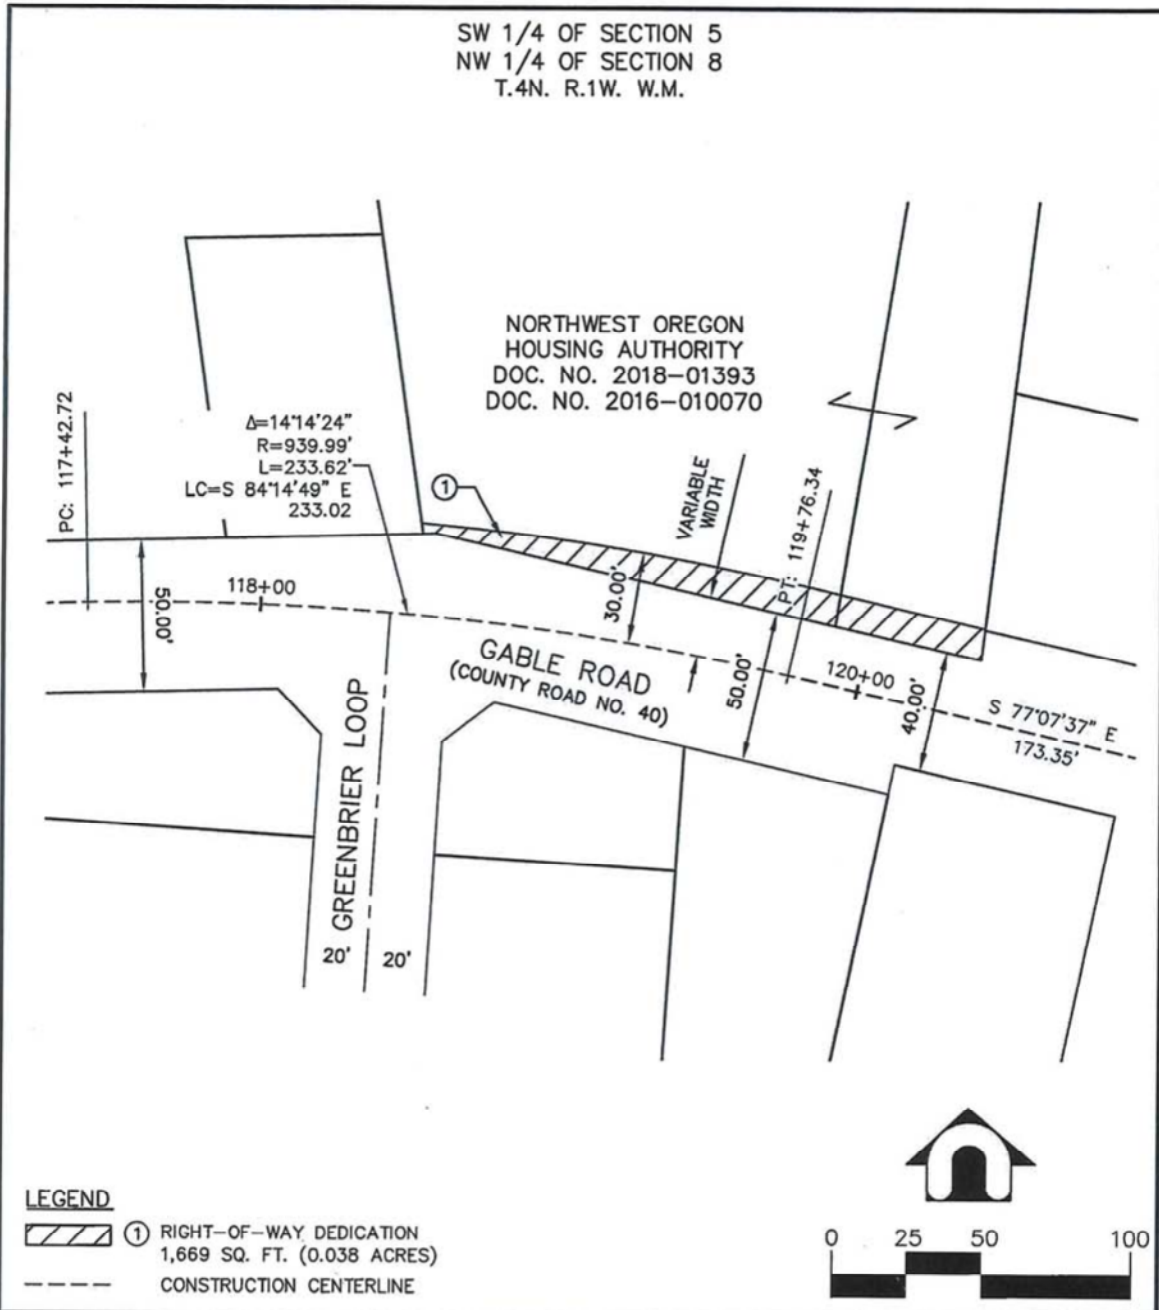 SW 1/4 OF SECTION 5
NW 1/4 OF SECTION 8
T.4N. R.1W. W.M.
NORTHWEST OREGON
HOUSING AUTHORITY
DOC. NO. 2018-01393
DOC. NO. 2016-010070
PC: 117+42.72
Δ=14°14'24"
R=939.99'
L=233.62'
LC=S 84°14'49" E
233.02
1
VARIABLE
WIDTH
PT: 119+76.34
118+00
50.00'
30.00'
GABLE ROAD
(COUNTY ROAD NO. 40)
50.00'
120+00
40.00'
S 77°07'37" E
173.35'
GREENBRIER LOOP
20' 20'
LEGEND
1 RIGHT-OF-WAY DEDICATION
1,669 SQ. FT. (0.038 ACRES)
CONSTRUCTION CENTERLINE
0 25 50 100